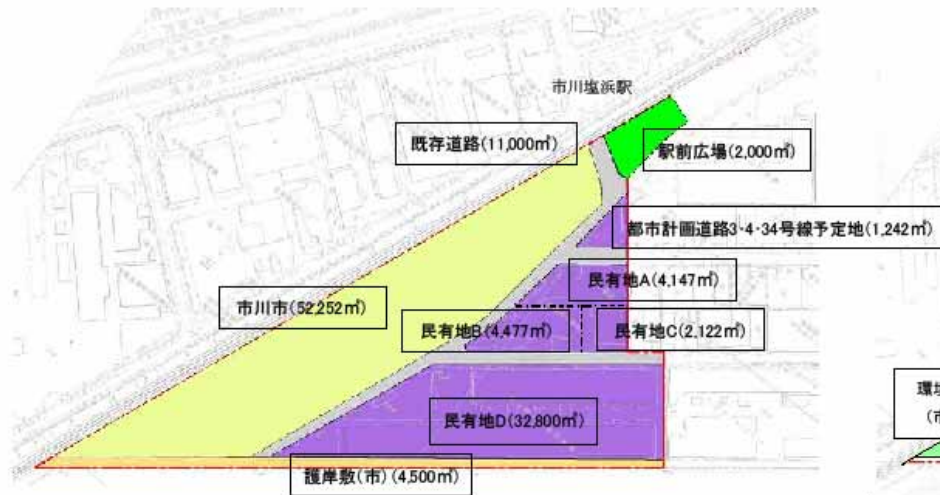 市川塩浜駅
既存道路(11,000㎡)
駅前広場(2,000㎡)
都市計画道路3・4・34号線予定地(1,242㎡)
民有地A(4,147㎡)
市川市(52,252㎡)
民有地B(4,477㎡)
民有地C(2,122㎡)
民有地D(32,800㎡)
護岸敷(市)(4,500㎡)
環境
(市